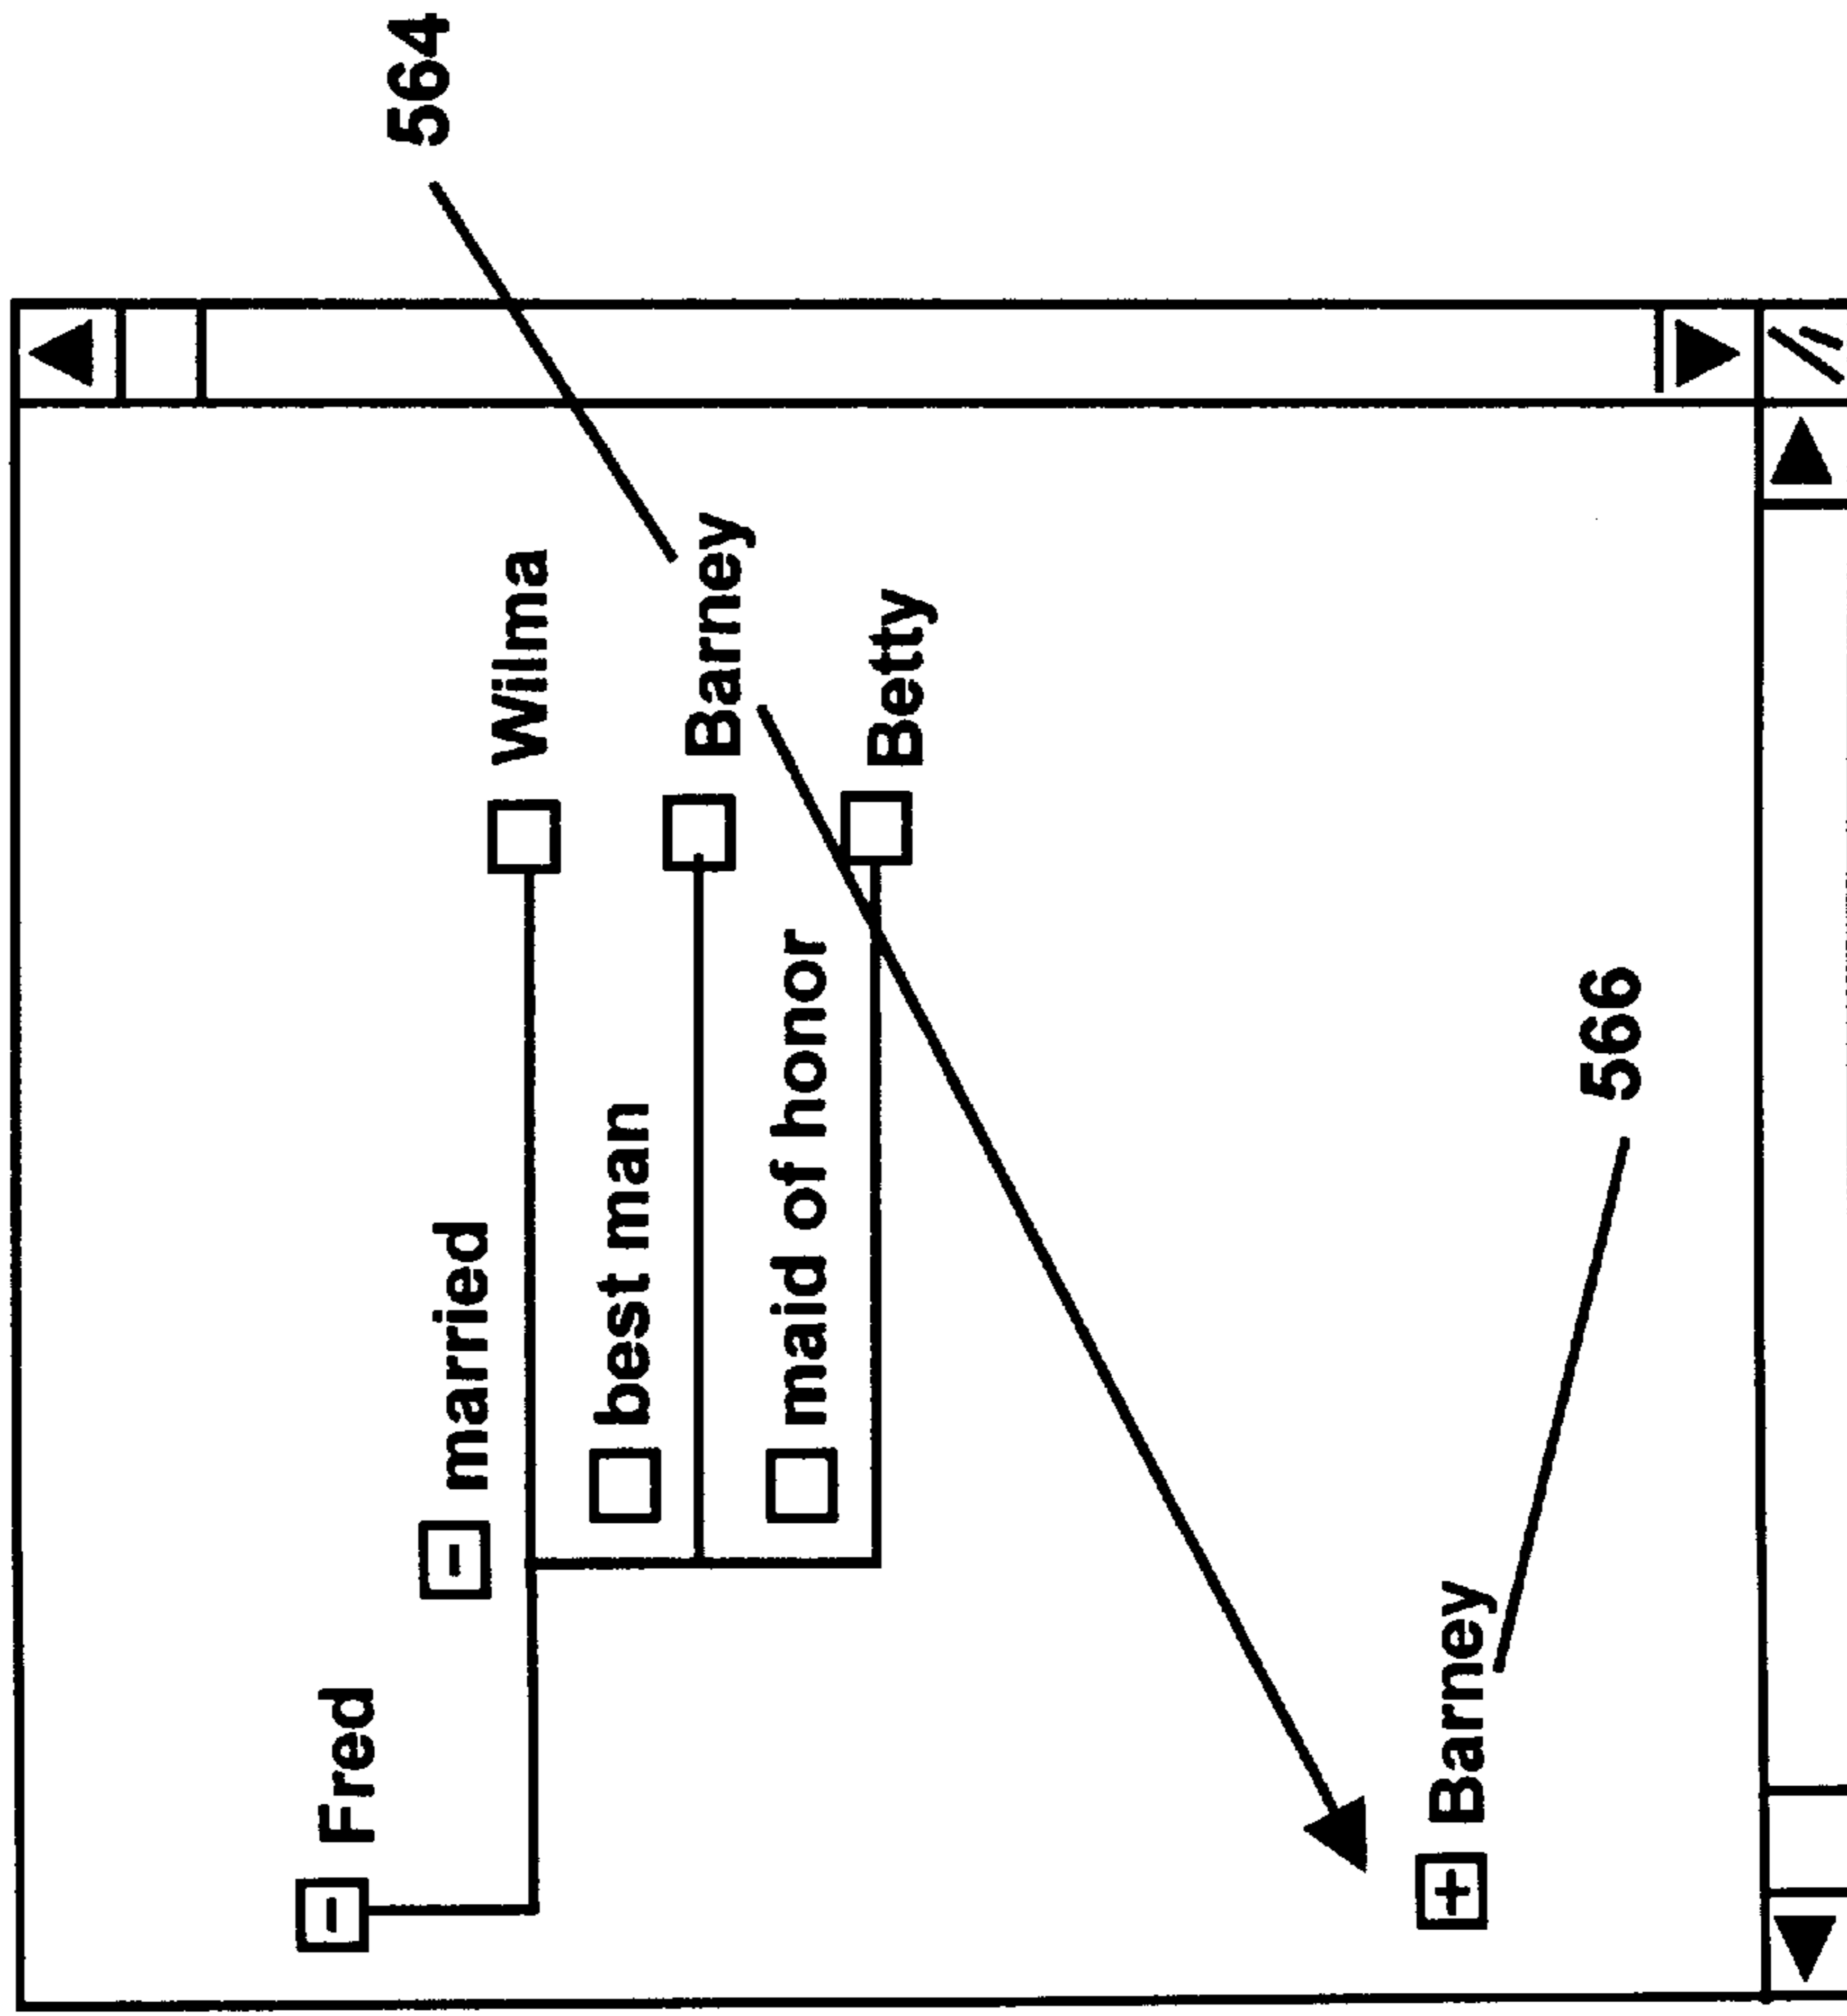 564
Fred
married
Wilma
best man
Barney
maid of honor
Betty
Barney
566